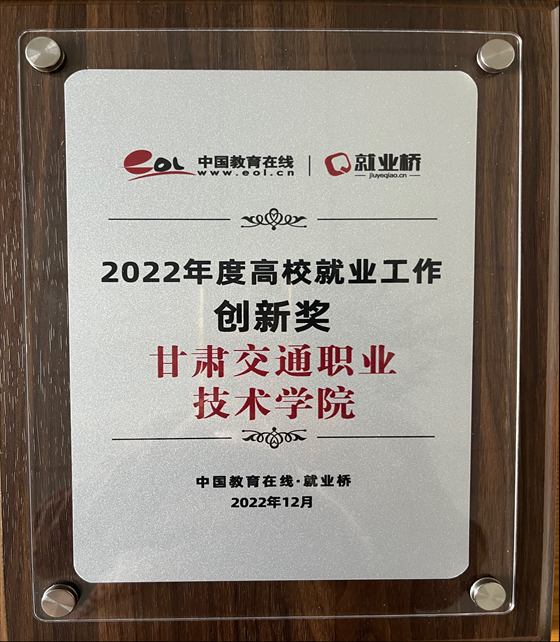 eoL 中国教育在线 www.eol.cn | 就业桥 jiuyeqiao.cn
2022年度高校就业工作
创新奖
甘肃交通职业
技术学院
中国教育在线·就业桥
2022年12月